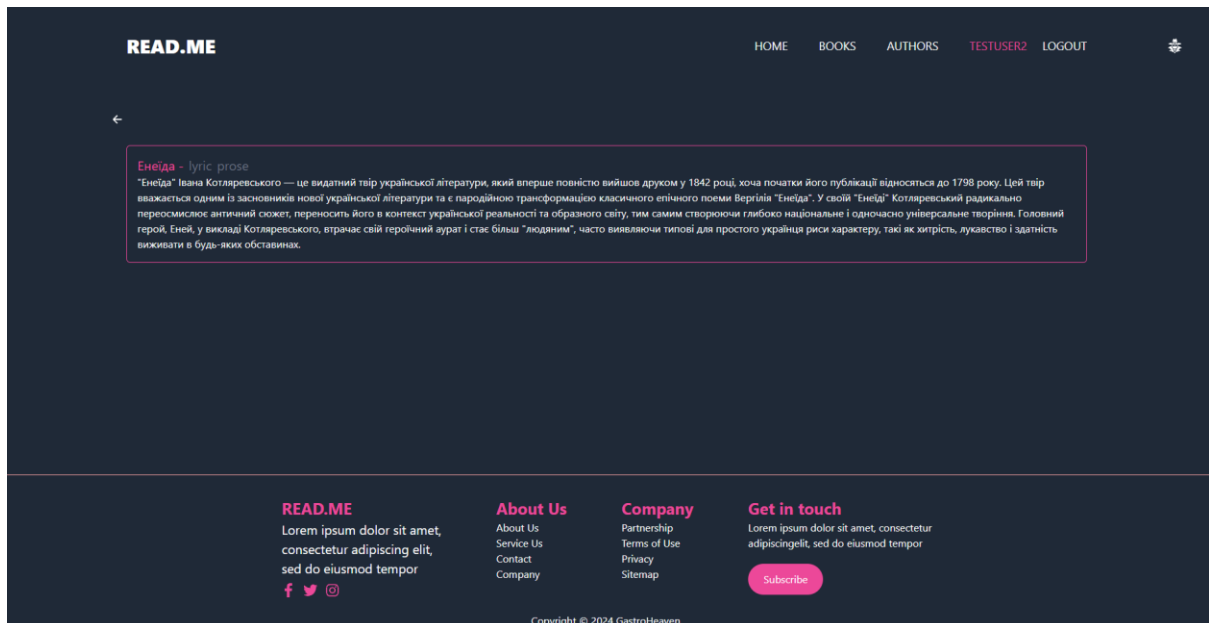 READ.ME
HOME BOOKS AUTHORS TESTUSER2 LOGOUT
Енеїда - lyric prose
"Енеїда" Івана Котляревського — це видатний твір української літератури, який вперше повністю вийшов друком у 1842 році, хоча початки його публікації відносяться до 1798 року. Цей твір
вважається одним із засновників нової української літератури та є пародійною трансформацією класичного епічного поеми Вергілія "Енеїда". У своїй "Енеїді" Котляревський радикально
переосмислює античний сюжет, переносить його в контекст української реальності та образного світу, тим самим створюючи глибоко національне і одночасно універсальне творіння. Головний
герой, Еней, у викладі Котляревського, втрачає свій героїчний аурат і стає більш "людяним", часто виявляючи типові для простого українця риси характеру, такі як хитрість, лукавство і здатність
виживати в будь-яких обставинах.
READ.ME
Lorem ipsum dolor sit amet,
consectetur adipiscing elit,
sed do eiusmod tempor
About Us
About Us
Service Us
Contact
Company
Company
Partnership
Terms of Use
Privacy
Sitemap
Get in touch
Lorem ipsum dolor sit amet, consectetur
adipiscingelit, sed do eiusmod tempor
Subscribe
Copyright © 2024 GastroHeaven